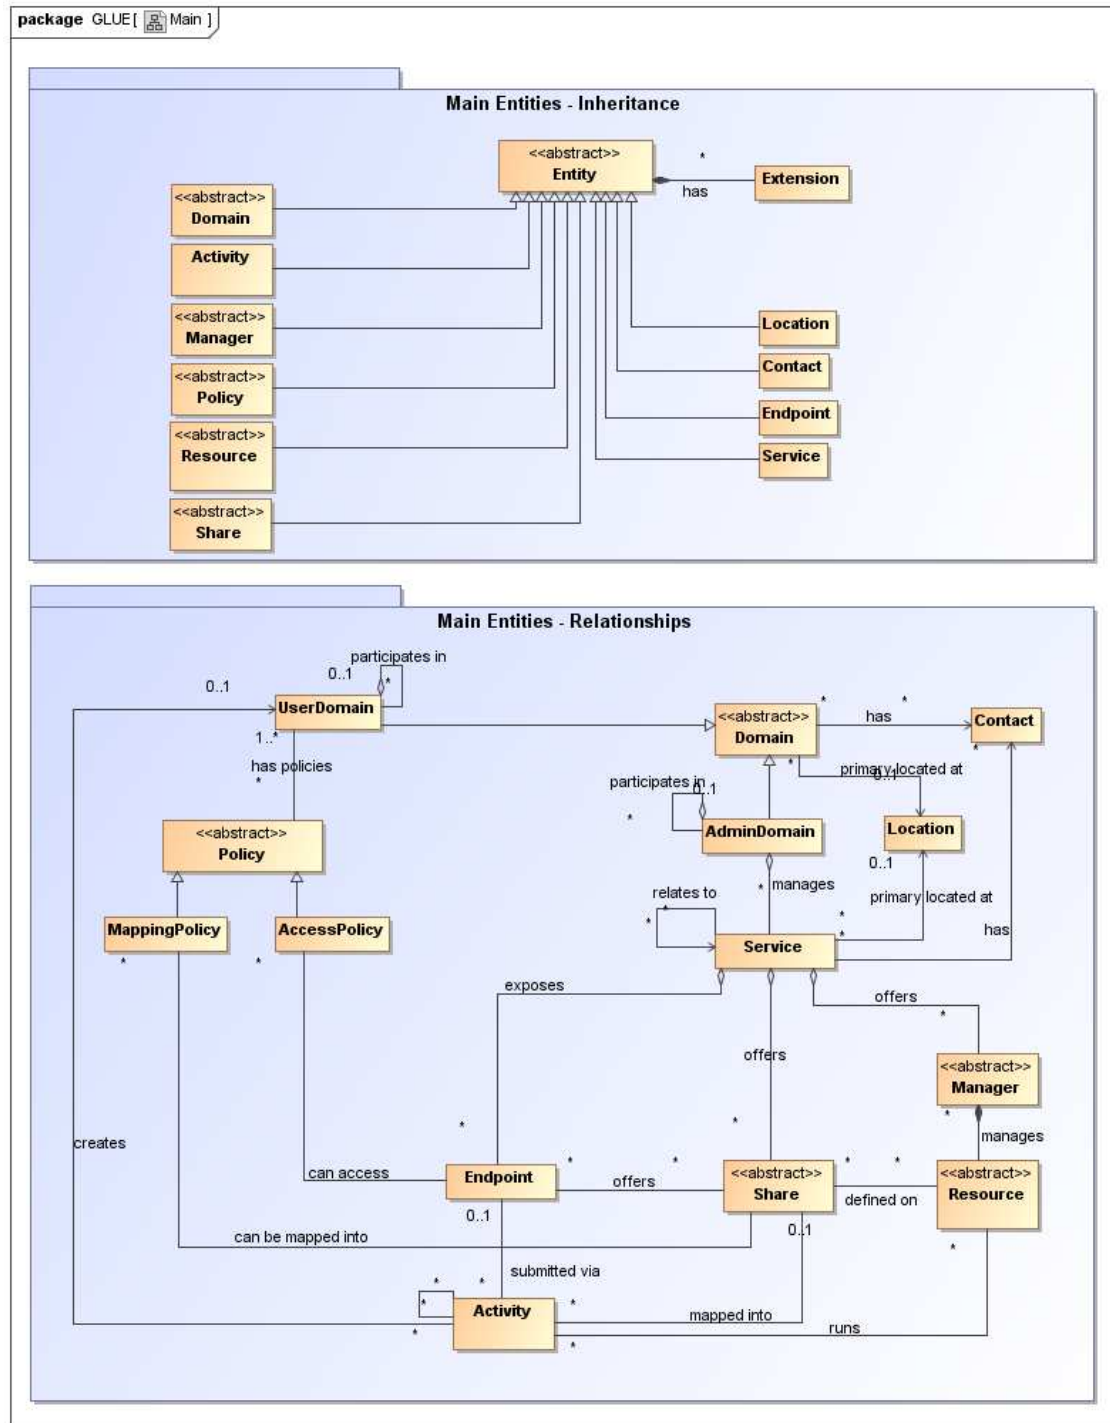 package GLUE[ Main ]
Main Entities - Inheritance
<<abstract>>
Entity
*
has
Extension
<<abstract>>
Domain
Activity
<<abstract>>
Manager
<<abstract>>
Policy
<<abstract>>
Resource
<<abstract>>
Share
Location
Contact
Endpoint
Service
Main Entities - Relationships
participates in
0..1
*
0..1
UserDomain
1..*
has policies
*
<<abstract>>
Domain
*
*
has
Contact
*
*
primary located at
0..1
participates in
0..1
*
AdminDomain
Location
0..1
<<abstract>>
Policy
manages
*
relates to
*
*
primary located at
*
*
has
MappingPolicy
*
AccessPolicy
*
Service
exposes
offers
*
offers
<<abstract>>
Manager
*
manages
*
*
creates
can access
Endpoint
0..1
*
*
offers
<<abstract>>
Share
0..1
*
*
defined on
<<abstract>>
Resource
*
can be mapped into
submitted via
*
*
*
*
Activity
*
mapped into
*
runs